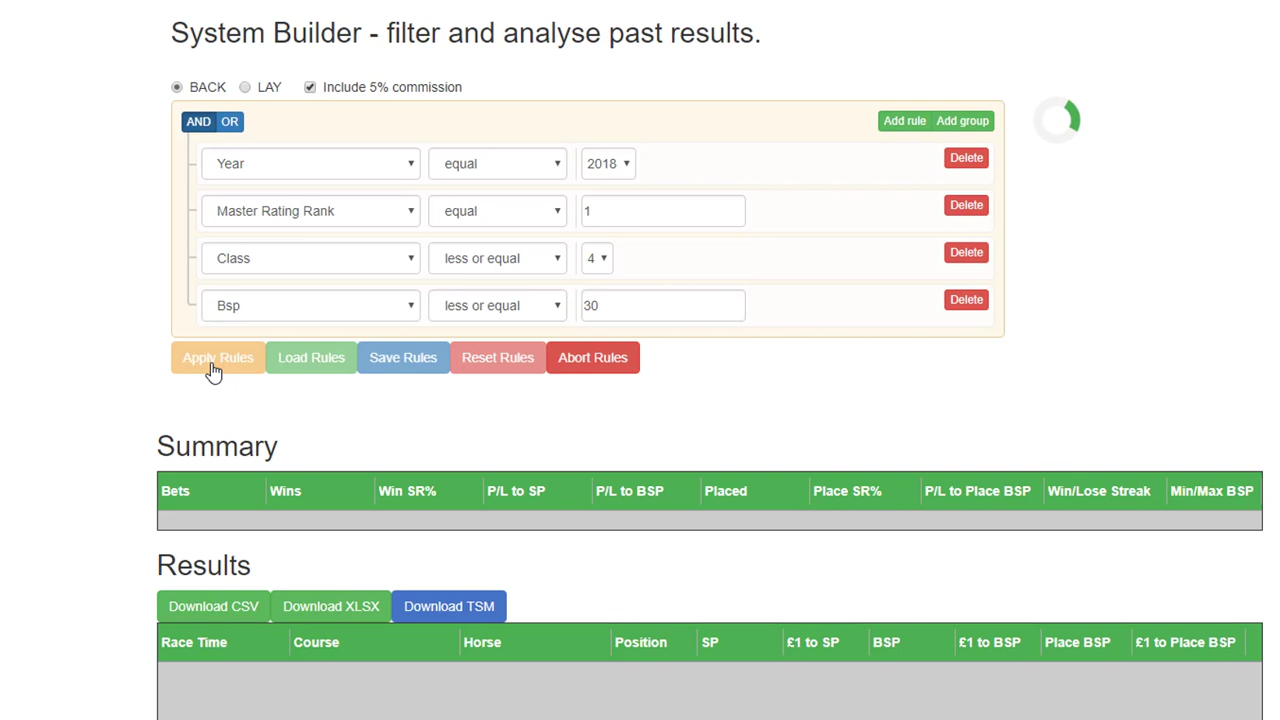 System Builder - filter and analyse past results.
BACK LAY Include 5% commission
AND OR Add rule Add group
Year equal 2018 Delete
Master Rating Rank equal 1 Delete
Class less or equal 4 Delete
Bsp less or equal 30 Delete
Apply Rules Load Rules Save Rules Reset Rules Abort Rules
Summary
Bets Wins Win SR% P/L to SP P/L to BSP Placed Place SR% P/L to Place BSP Win/Lose Streak Min/Max BSP
Results
Download CSV Download XLSX Download TSM
Race Time Course Horse Position SP £1 to SP BSP £1 to BSP Place BSP £1 to Place BSP